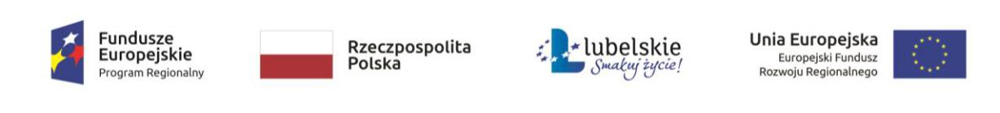 Fundusze
Europejskie
Program Regionalny
Rzeczpospolita
Polska
lubelskie
Smakuj życie!
Unia Europejska
Europejski Fundusz
Rozwoju Regionalnego